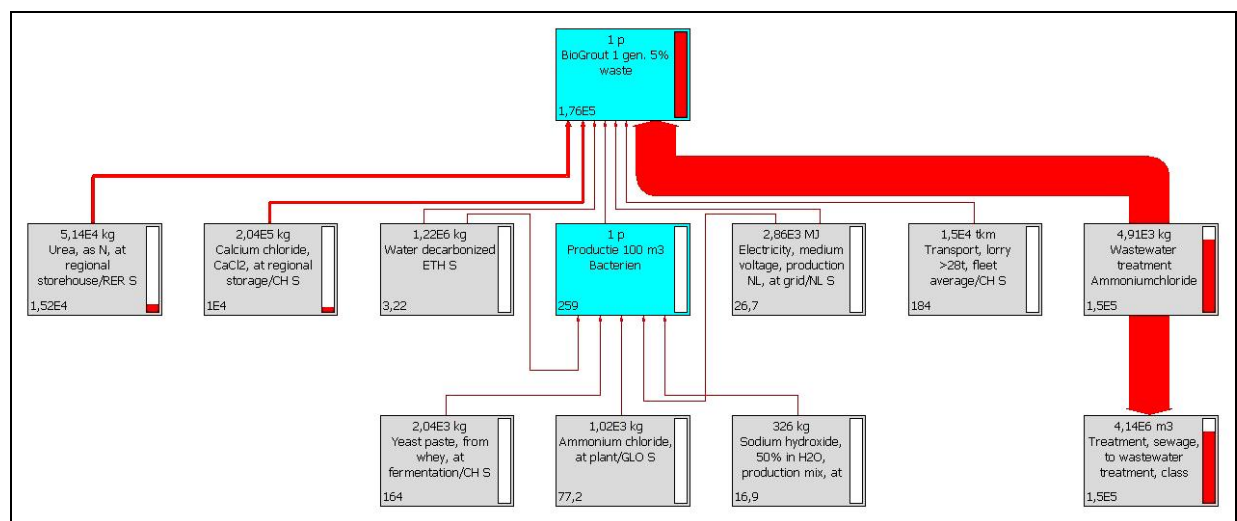 1 p
BioGrout 1 gen. 5%
waste
1,76E5
5,14E4 kg
Urea, as N, at
regional
storehouse/RER S
1,52E4
2,04E5 kg
Calcium chloride,
CaCl2, at regional
storage/CH S
1E4
1,22E6 kg
Water decarbonized
ETH S
3,22
1 p
Productie 100 m3
Bacterien
259
2,86E3 MJ
Electricity, medium
voltage, production
NL, at grid/NL S
26,7
1,5E4 tkm
Transport, lorry
>28t, fleet
average/CH S
184
4,91E3 kg
Wastewater
treatment
Ammoniumchloride
1,5E5
2,04E3 kg
Yeast paste, from
whey, at
fermentation/CH S
164
1,02E3 kg
Ammonium chloride,
at plant/GLO S
77,2
326 kg
Sodium hydroxide,
50% in H2O,
production mix, at
16,9
4,14E6 m3
Treatment, sewage,
to wastewater
treatment, class
1,5E5